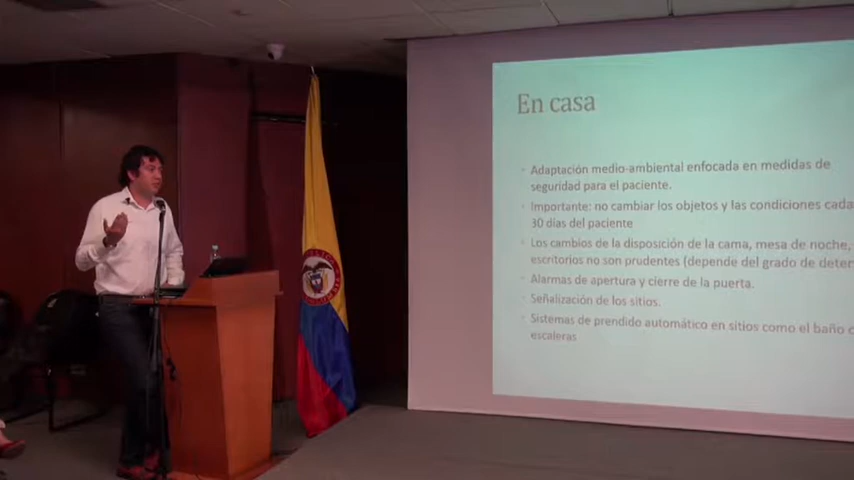 En casa
• Adaptación medio-ambiental enfocada en medidas de
seguridad para el paciente.
• Importante: no cambiar los objetos y las condiciones cada
30 días del paciente
• Los cambios de la disposición de la cama, mesa de noche,
escritorios no son prudentes (depende del grado de
• Alarmas de apertura y cierre de la puerta.
• Señalización de los sitios.
• Sistemas de prendido automático en sitios como el baño
escaleras